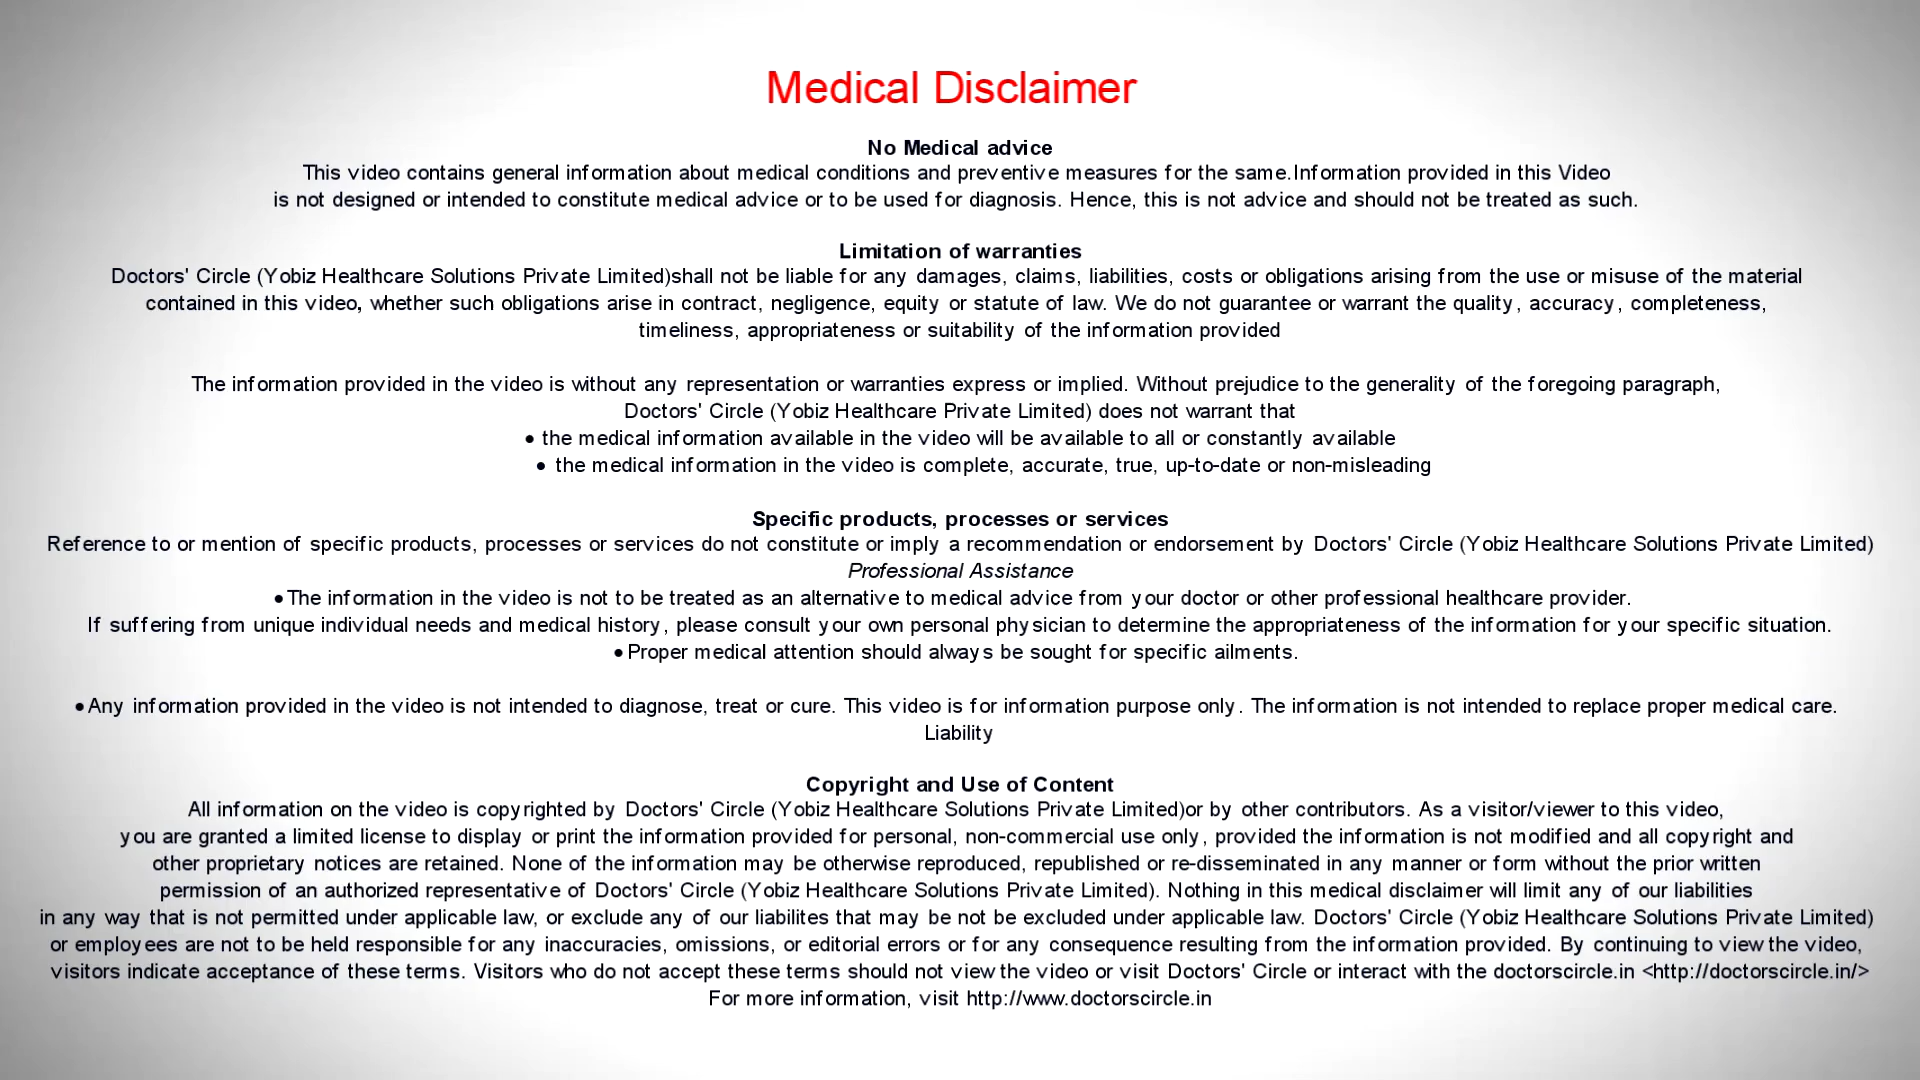 Medical Disclaimer
No Medical advice
This video contains general information about medical conditions and preventive measures for the same.Information provided in this Video
is not designed or intended to constitute medical advice or to be used for diagnosis. Hence, this is not advice and should not be treated as such.
Limitation of warranties
Doctors' Circle (Yobiz Healthcare Solutions Private Limited)shall not be liable for any damages, claims, liabilities, costs or obligations arising from the use or misuse of the material
contained in this video, whether such obligations arise in contract, negligence, equity or statute of law. We do not guarantee or warrant the quality, accuracy, completeness,
timeliness, appropriateness or suitability of the information provided
The information provided in the video is without any representation or warranties express or implied. Without prejudice to the generality of the foregoing paragraph,
Doctors' Circle (Yobiz Healthcare Private Limited) does not warrant that
• the medical information available in the video will be available to all or constantly available
• the medical information in the video is complete, accurate, true, up-to-date or non-misleading
Specific products, processes or services
Reference to or mention of specific products, processes or services do not constitute or imply a recommendation or endorsement by Doctors' Circle (Yobiz Healthcare Solutions Private Limited)
Professional Assistance
•The information in the video is not to be treated as an alternative to medical advice from your doctor or other professional healthcare provider.
If suffering from unique individual needs and medical history, please consult your own personal physician to determine the appropriateness of the information for your specific situation.
•Proper medical attention should always be sought for specific ailments.
•Any information provided in the video is not intended to diagnose, treat or cure. This video is for information purpose only. The information is not intended to replace proper medical care.
Liability
Copyright and Use of Content
All information on the video is copyrighted by Doctors' Circle (Yobiz Healthcare Solutions Private Limited)or by other contributors. As a visitor/viewer to this video,
you are granted a limited license to display or print the information provided for personal, non-commercial use only, provided the information is not modified and all copyright and
other proprietary notices are retained. None of the information may be otherwise reproduced, republished or re-disseminated in any manner or form without the prior written
permission of an authorized representative of Doctors' Circle (Yobiz Healthcare Solutions Private Limited). Nothing in this medical disclaimer will limit any of our liabilities
in any way that is not permitted under applicable law, or exclude any of our liabilites that may be not be excluded under applicable law. Doctors' Circle (Yobiz Healthcare Solutions Private Limited)
or employees are not to be held responsible for any inaccuracies, omissions, or editorial errors or for any consequence resulting from the information provided. By continuing to view the video,
visitors indicate acceptance of these terms. Visitors who do not accept these terms should not view the video or visit Doctors' Circle or interact with the doctorscircle.in <http://doctorscircle.in/>
For more information, visit http://www.doctorscircle.in